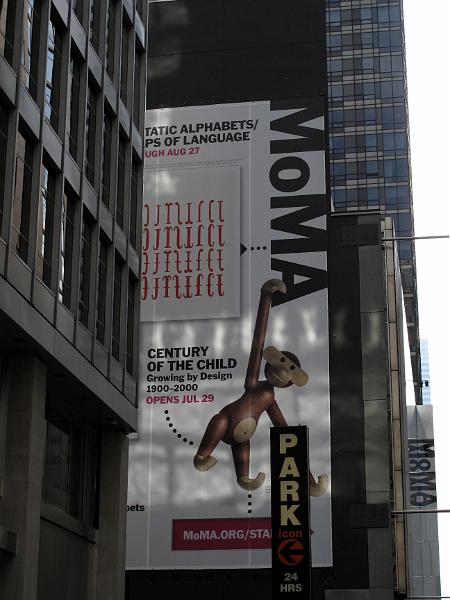 TATIC ALPHABETS/
PS OF LANGUAGE
UGH AUG 27
MoMA
CENTURY
OF THE CHILD
Growing by Design
1900–2000
OPENS JUL 29
bets
MoMA.ORG/STA
PARK
icon
24
HRS
MoMA